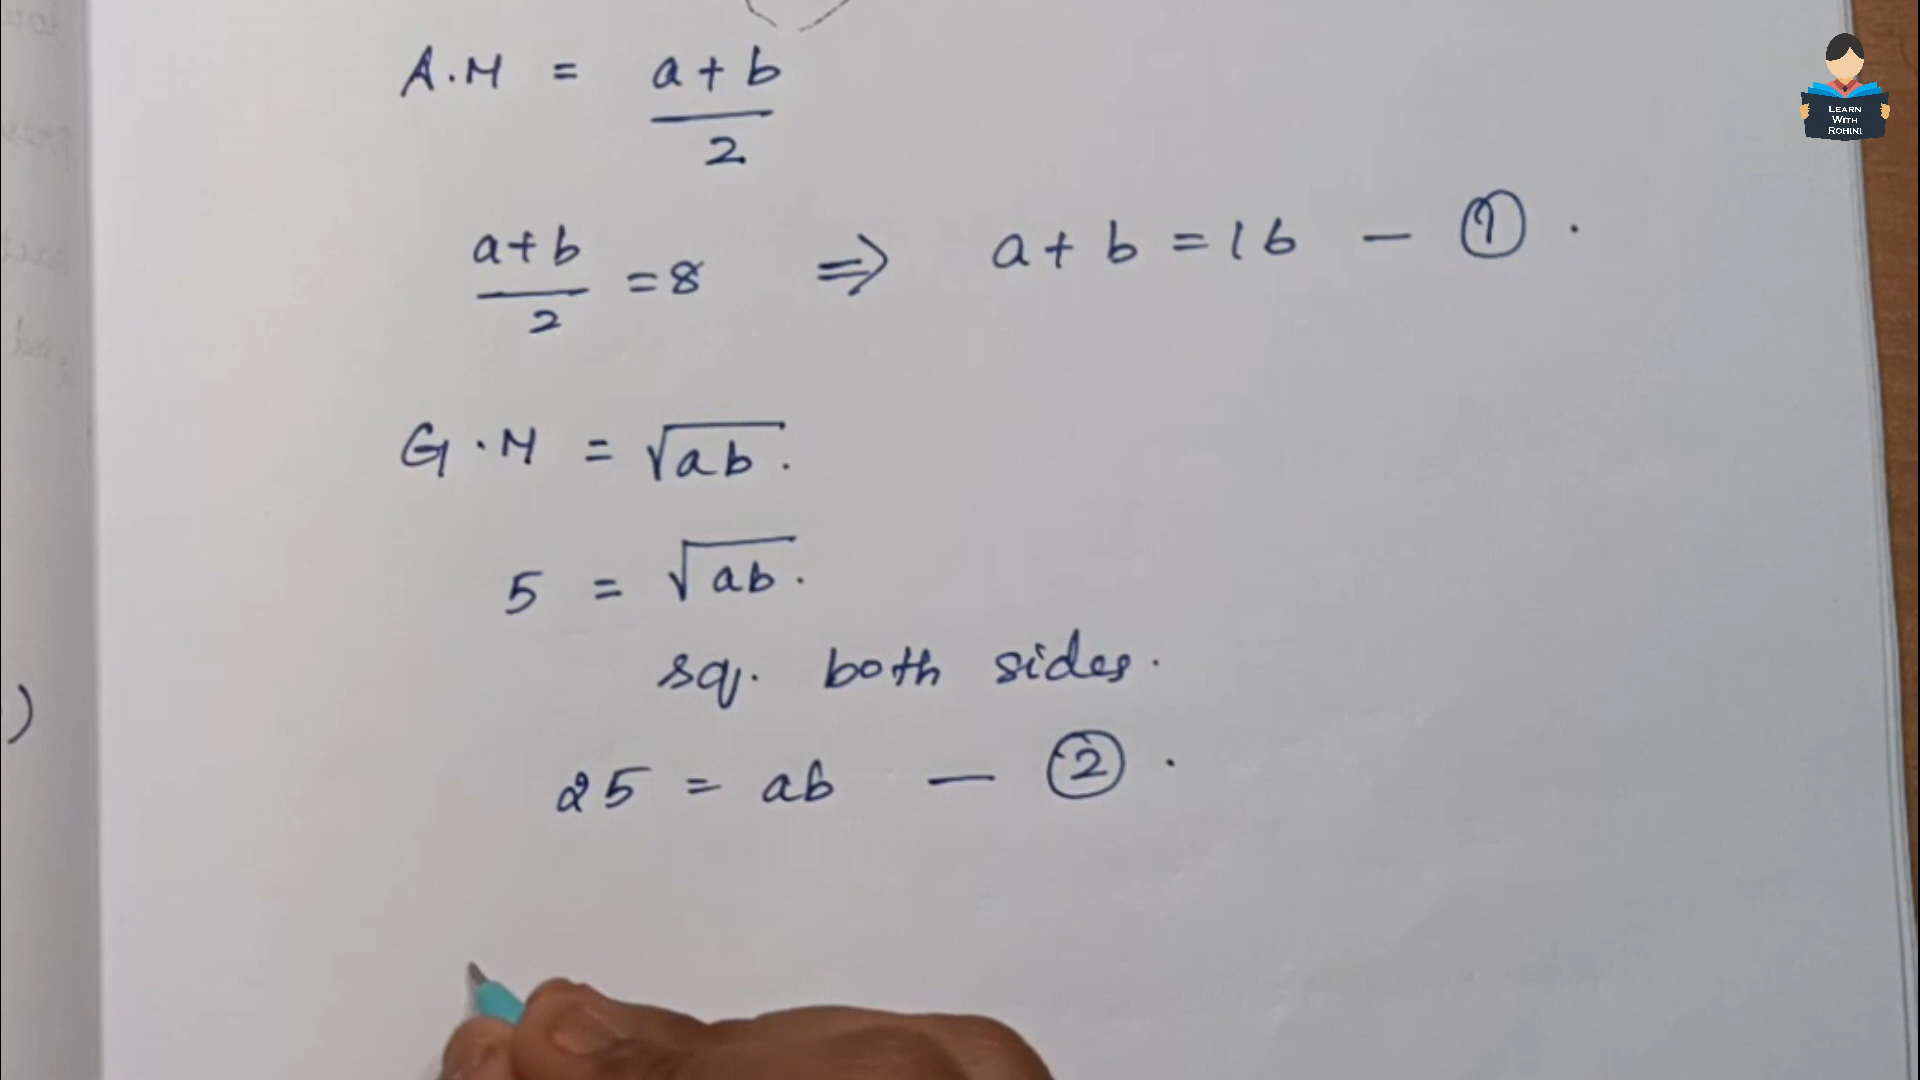 LEARN
WITH
ROHINI
A.M = a+b
2
a+b
2 = 8 ⇒ a+b = 16 — ①.
G.M = √ab.
5 = √ab.
sq. both sides.
25 = ab — ②.
)